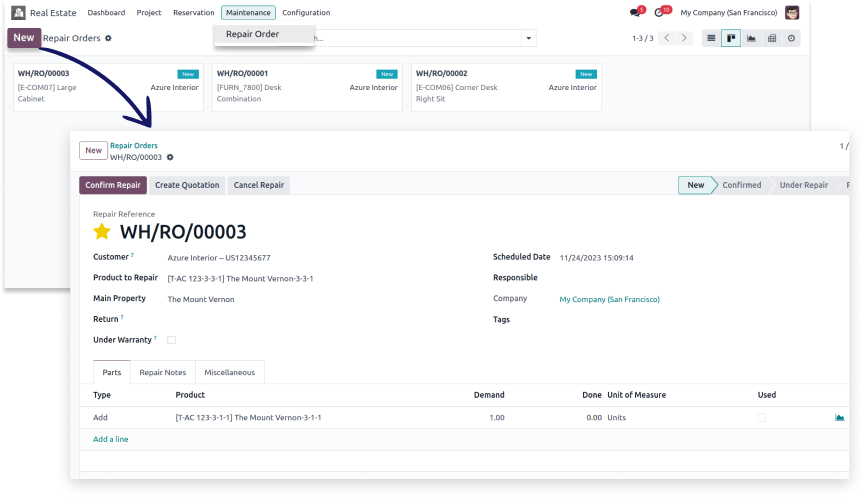 Real Estate Dashboard Project Reservation Maintenance Configuration 5 10 My Company (San Francisco)
New Repair Orders 1-3 / 3
Repair Order
WH/RO/00003 New
[E-COM07] Large Cabinet Azure Interior
WH/RO/00001 New
[FURN_7800] Desk Combination Azure Interior
WH/RO/00002 New
[E-COM06] Corner Desk Right Sit Azure Interior
New Repair Orders 1 /
WH/RO/00003
Confirm Repair Create Quotation Cancel Repair New Confirmed Under Repair
Repair Reference
WH/RO/00003
Customer ? Azure Interior – US12345677 Scheduled Date 11/24/2023 15:09:14
Product to Repair [T-AC 123-3-3-1] The Mount Vernon-3-3-1 Responsible
Main Property The Mount Vernon Company My Company (San Francisco)
Return ? Tags
Under Warranty ?
Parts Repair Notes Miscellaneous
Type Product Demand Done Unit of Measure Used
Add [T-AC 123-3-1-1] The Mount Vernon-3-1-1 1.00 0.00 Units
Add a line